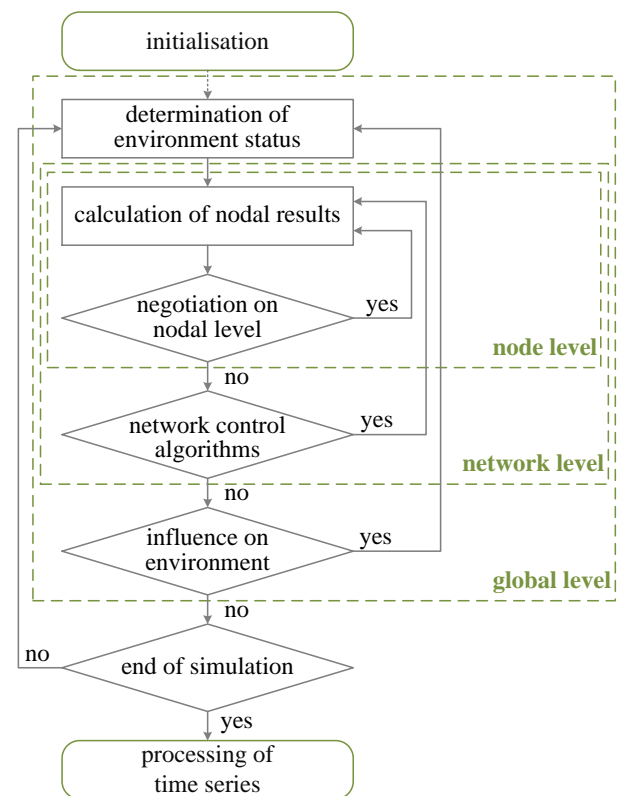 initialisation
determination of
environment status
calculation of nodal results
negotiation on
nodal level
yes
node level
no
network control
algorithms
yes
network level
no
influence on
environment
yes
global level
no
end of simulation
no
yes
processing of
time series